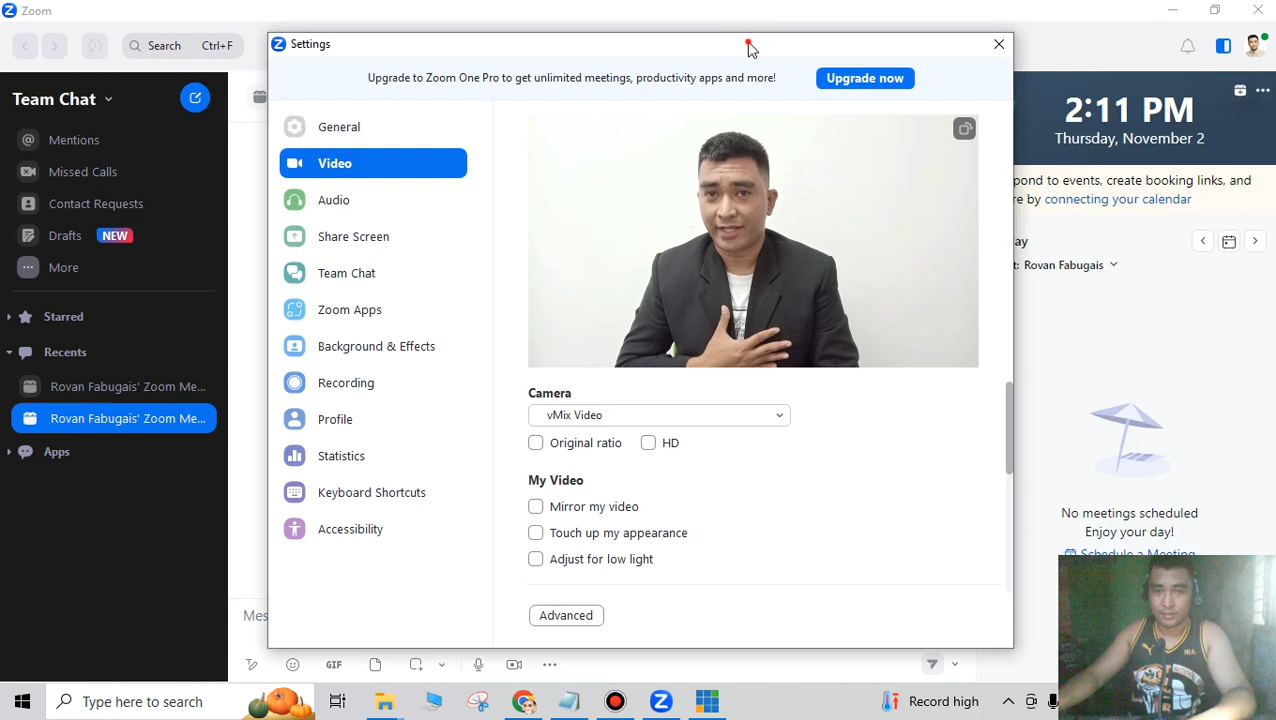 Zoom
Search Ctrl+F
Team Chat
Mentions
Missed Calls
Contact Requests
Drafts NEW
More
Starred
Recents
Rovan Fabugais' Zoom Me...
Rovan Fabugais' Zoom Me...
Apps
Settings
Upgrade to Zoom One Pro to get unlimited meetings, productivity apps and more! Upgrade now
General
Video
Audio
Share Screen
Team Chat
Zoom Apps
Background & Effects
Recording
Profile
Statistics
Keyboard Shortcuts
Accessibility
Camera
vMix Video
Original ratio HD
My Video
Mirror my video
Touch up my appearance
Adjust for low light
Advanced
2:11 PM
Thursday, November 2
pond to events, create booking links, and
re by connecting your calendar
ay
t: Rovan Fabugais
No meetings scheduled
Enjoy your day!
Schedule a Meeting
Mes
GIF
Type here to search
Record high